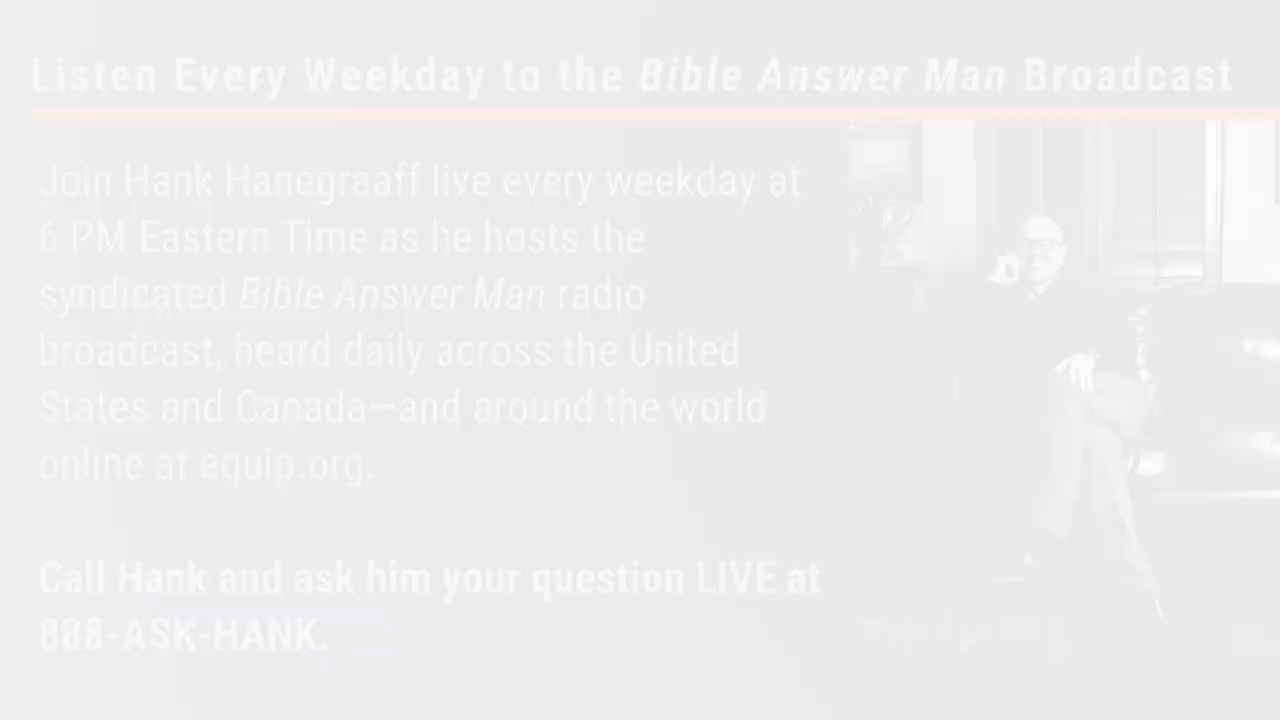 Listen Every Weekday to the Bible Answer Man Broadcast
Join Hank Hanegraaff live every weekday at
6 PM Eastern Time as he hosts the
syndicated Bible Answer Man radio
broadcast, heard daily across the United
States and Canada—and around the world
online at equip.org.
Call Hank and ask him your question LIVE at
888-ASK-HANK.